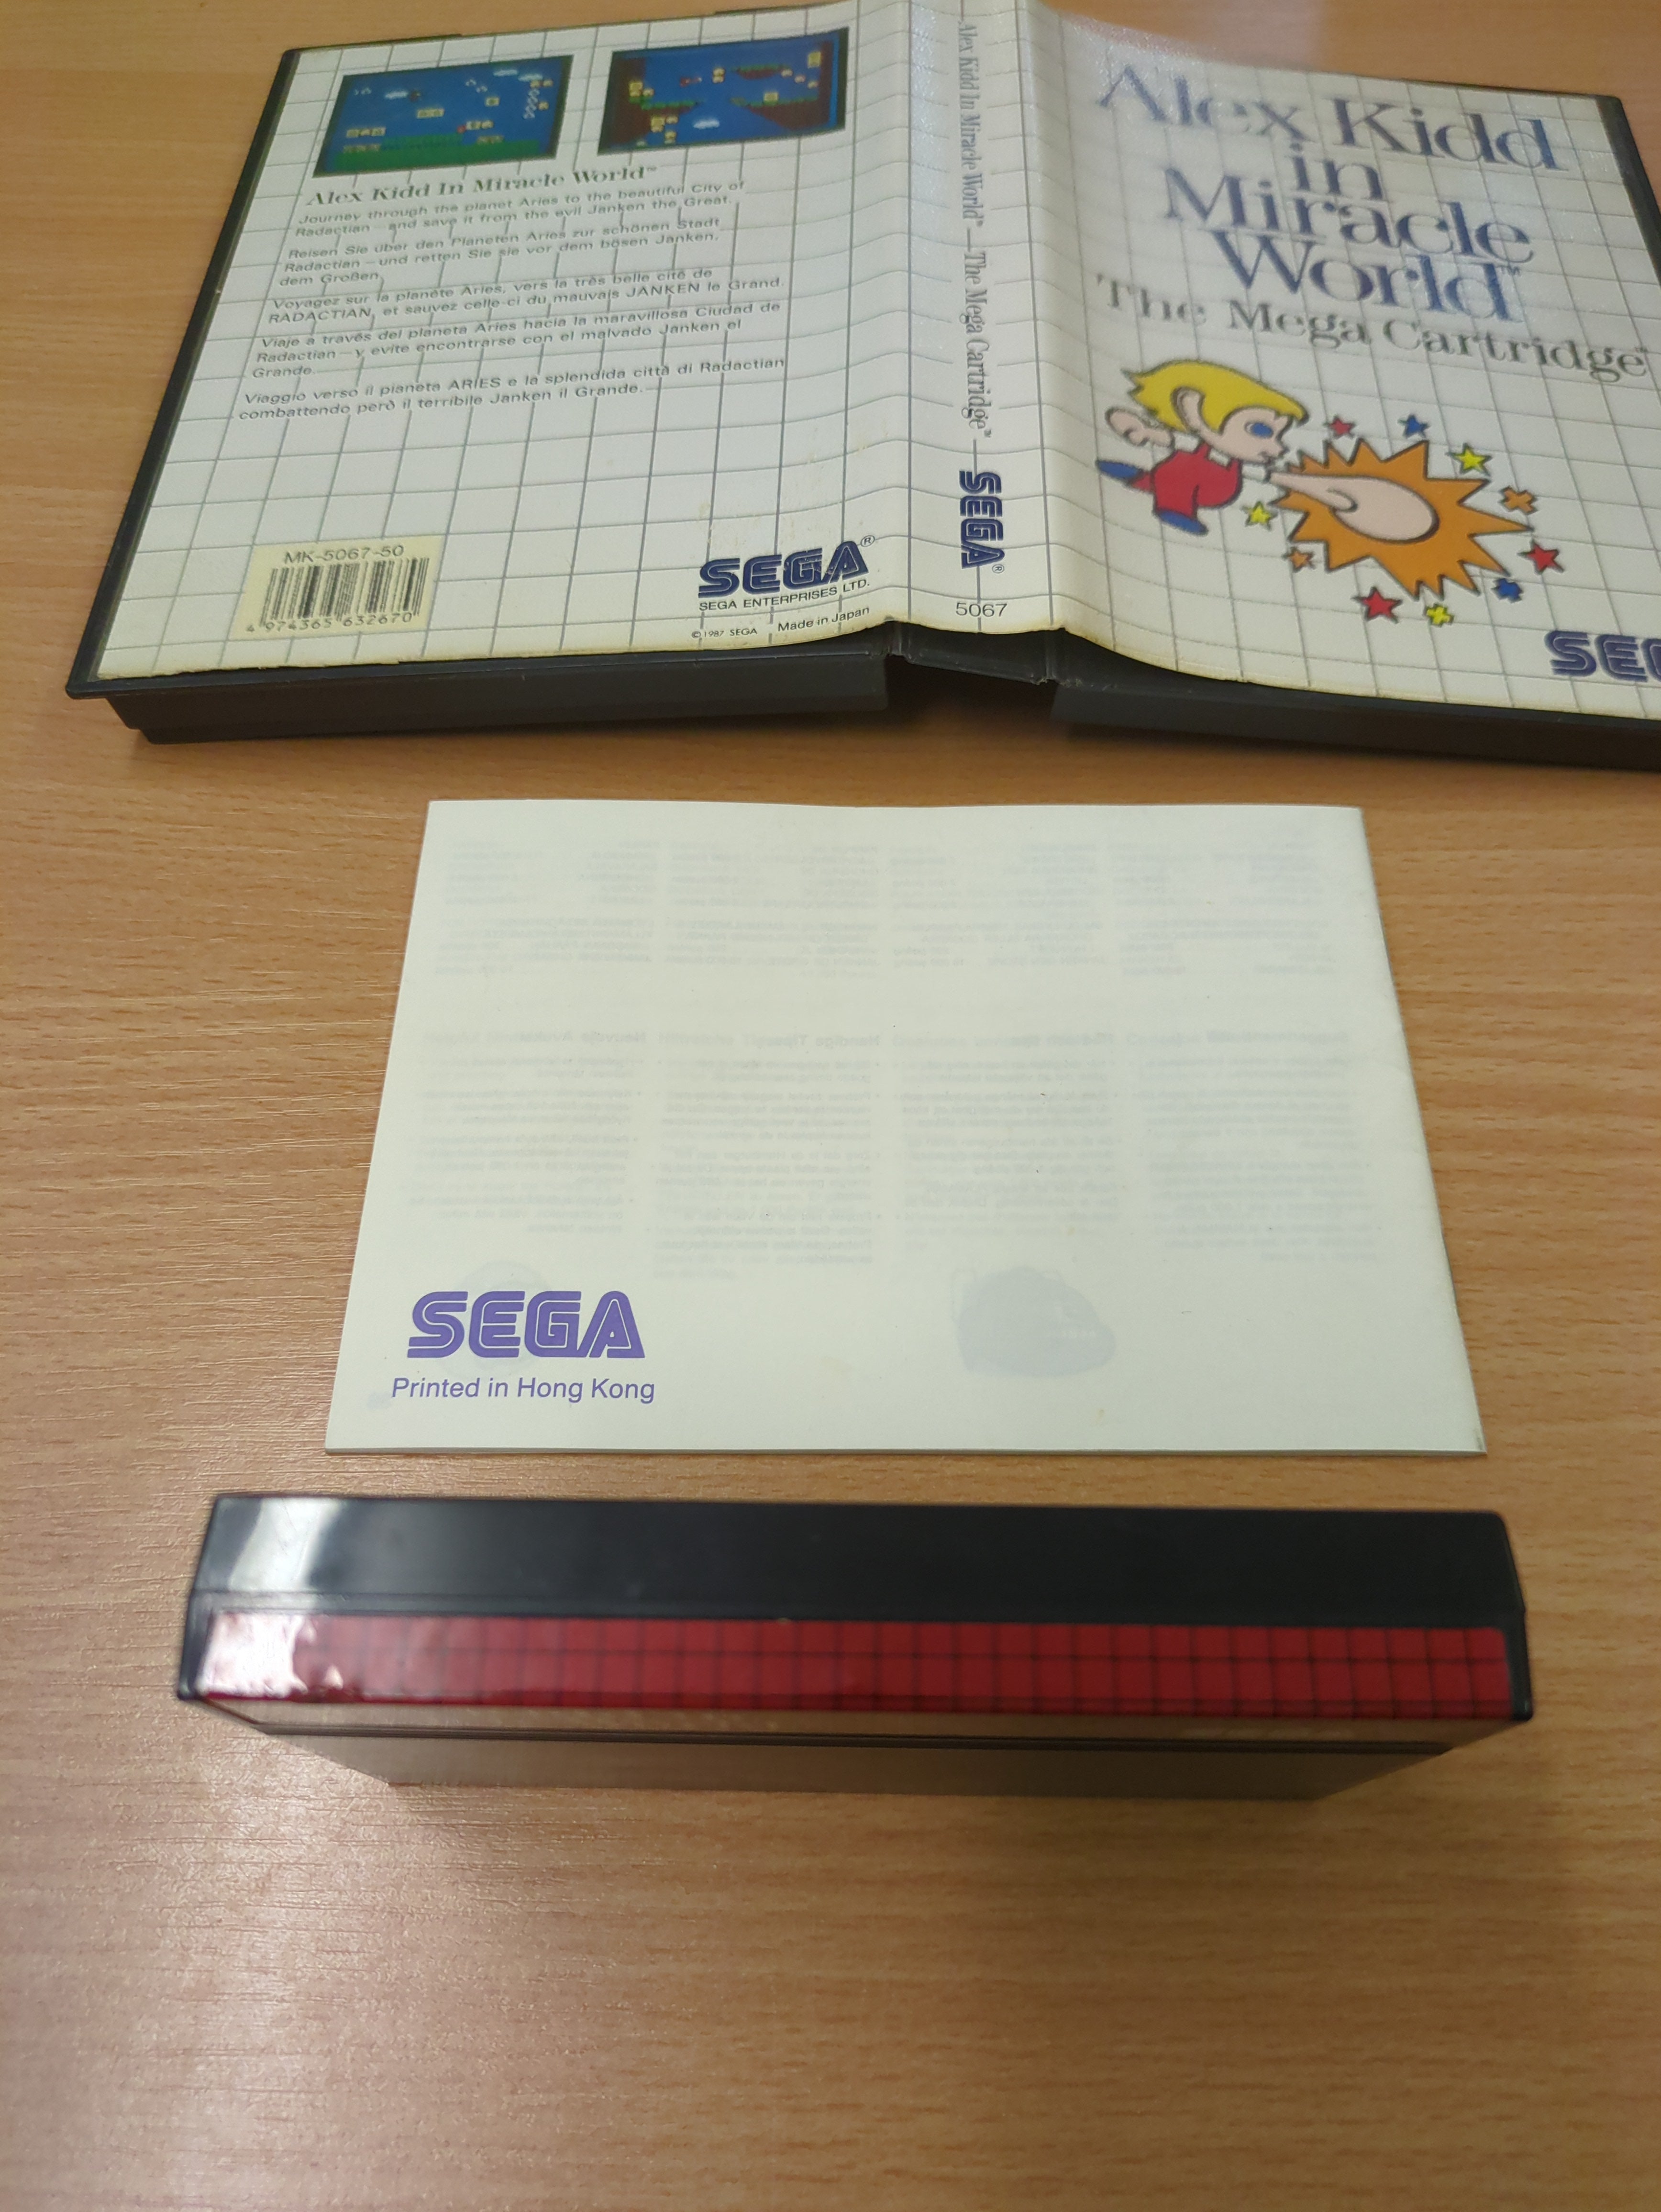 Alex Kidd In Miracle World™
Journey through the planet Aries to the beautiful City of
Radactian – and save it from the evil Janken the Great.
Reisen Sie über den Planeten Aries zur schönen Stadt
Radactian – und retten Sie sie vor dem bösen Janken,
dem Großen.
Voyagez sur la planète Aries, vers la très belle cité de
RADACTIAN, et sauvez celle-ci du mauvais JANKEN le Grand.
Viaje a través del planeta Aries hacia la maravillosa Ciudad de
Radactian – y evite encontrarse con el malvado Janken el
Grande.
Viaggio verso il pianeta ARIES e la splendida città di Radactian
combattendo però il terribile Janken il Grande.
MK-5067-50
4 974365 632670
SEGA®
SEGA ENTERPRISES LTD.
© 1987 SEGA Made in Japan
Alex Kidd In Miracle World™ — The Mega Cartridge™
SEGA®
5067
Alex Kidd
in
Miracle
World™
The Mega Cartridge™
SEG
SEGA
Printed in Hong Kong